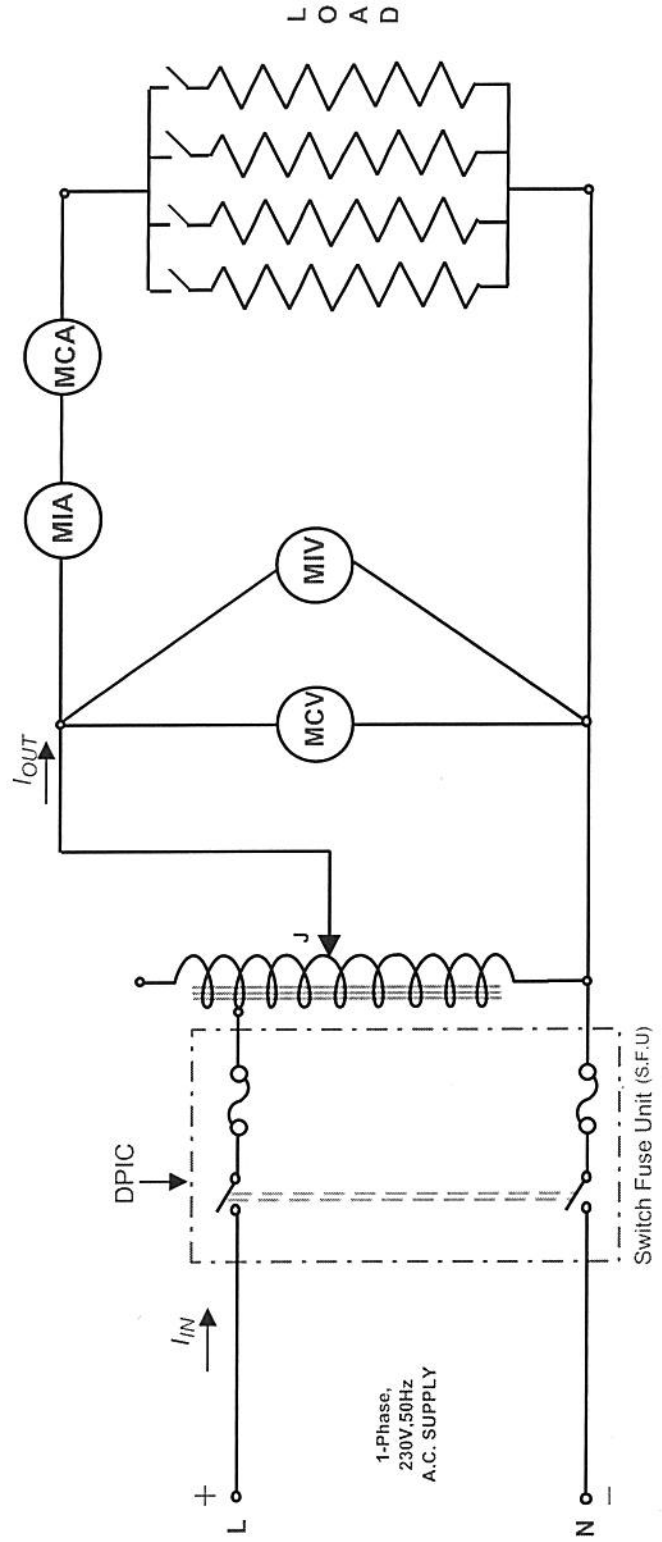 +
L
I_IN
1-Phase,
230V,50Hz
A.C. SUPPLY
N
–
DPIC
Switch Fuse Unit (S.F.U)
J
I_OUT
MCV
MIV
MIA
MCA
L
O
A
D